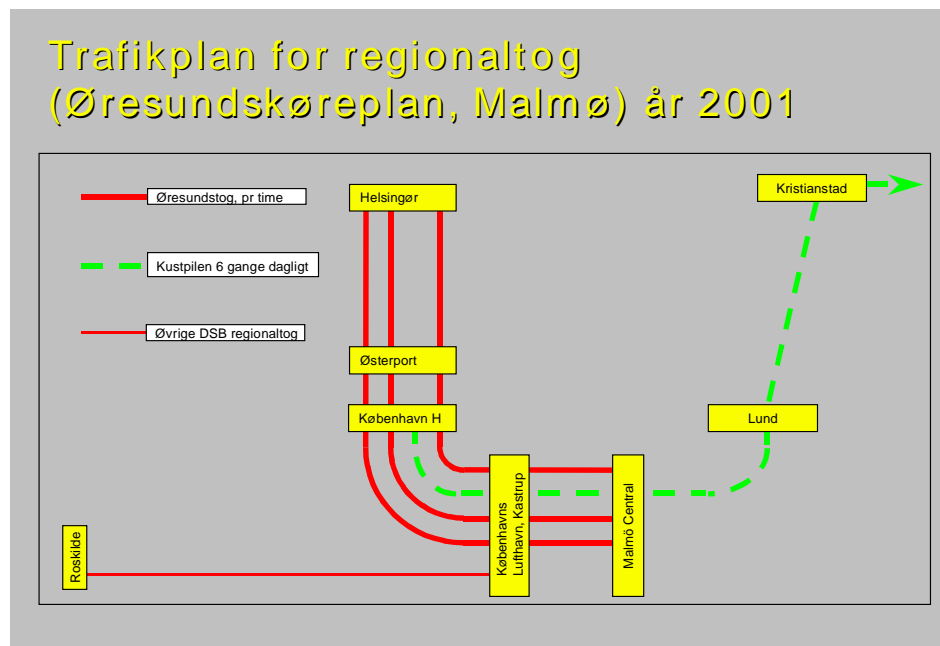 Trafikplan for regionaltog
(Øresundskøreplan, Malmø) år 2001
Øresundstog, pr time
Kustpilen 6 gange dagligt
Øvrige DSB regionaltog
Helsingør
Kristianstad
Østerport
København H
Lund
Roskilde
Københavns
Lufthavn, Kastrup
Malmö Central